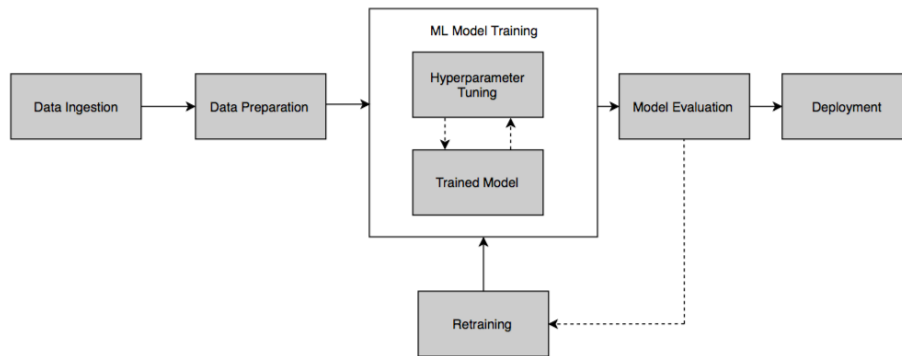 ML Model Training
Hyperparameter
Tuning
Data Ingestion
Data Preparation
Model Evaluation
Deployment
Trained Model
Retraining